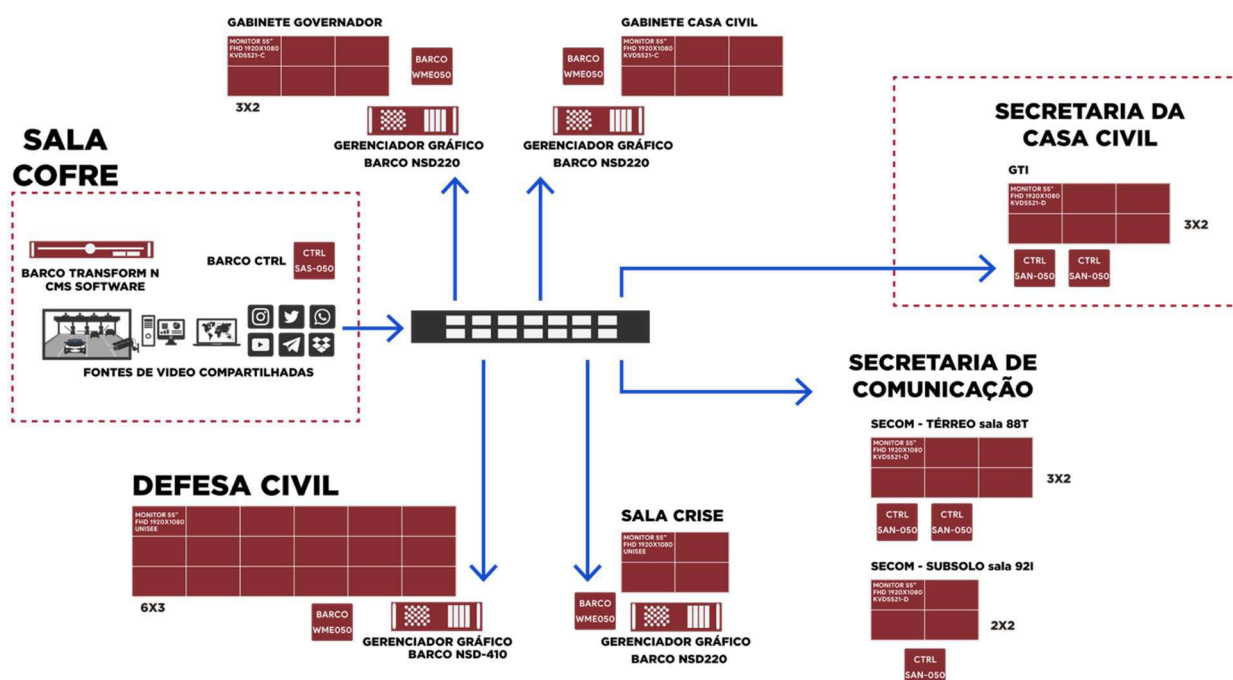 GABINETE GOVERNADOR
MONITOR 55"
FHD 1920X1080
KVD5521-C
3X2
BARCO
WME050
GERENCIADOR GRÁFICO
BARCO NSD220
GABINETE CASA CIVIL
BARCO
WME050
MONITOR 55"
FHD 1920X1080
KVD5521-C
GERENCIADOR GRÁFICO
BARCO NSD220
SECRETARIA DA
CASA CIVIL
GTI
MONITOR 55"
FHD 1920X1080
KVD5521-D
3X2
CTRL
SAN-050
CTRL
SAN-050
SALA
COFRE
BARCO TRANSFORM N
CMS SOFTWARE
BARCO CTRL
CTRL
SAS-050
FONTES DE VIDEO COMPARTILHADAS
SECRETARIA DE
COMUNICAÇÃO
SECOM - TÉRREO sala 88T
MONITOR 55"
FHD 1920X1080
KVD5521-D
3X2
CTRL
SAN-050
CTRL
SAN-050
SECOM - SUBSOLO sala 92I
MONITOR 55"
FHD 1920X1080
KVD5521-D
2X2
CTRL
SAN-050
DEFESA CIVIL
MONITOR 55"
FHD 1920X1080
UNISEE
6X3
BARCO
WME050
GERENCIADOR GRÁFICO
BARCO NSD-410
SALA CRISE
MONITOR 55"
FHD 1920X1080
UNISEE
BARCO
WME050
GERENCIADOR GRÁFICO
BARCO NSD220